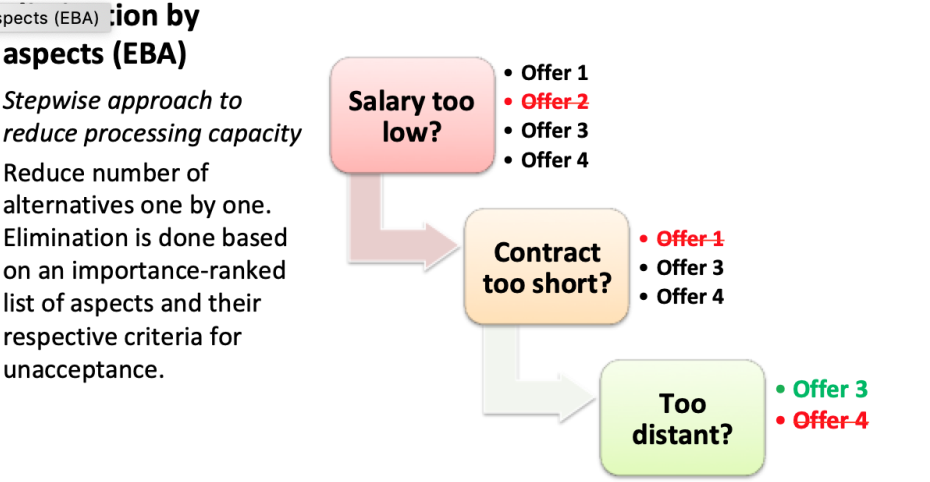 spects (EBA)
tion by
aspects (EBA)
Stepwise approach to
reduce processing capacity
Reduce number of
alternatives one by one.
Elimination is done based
on an importance-ranked
list of aspects and their
respective criteria for
unacceptance.
Salary too
low?
• Offer 1
• Offer 2
• Offer 3
• Offer 4
Contract
too short?
• Offer 1
• Offer 3
• Offer 4
Too
distant?
• Offer 3
• Offer 4